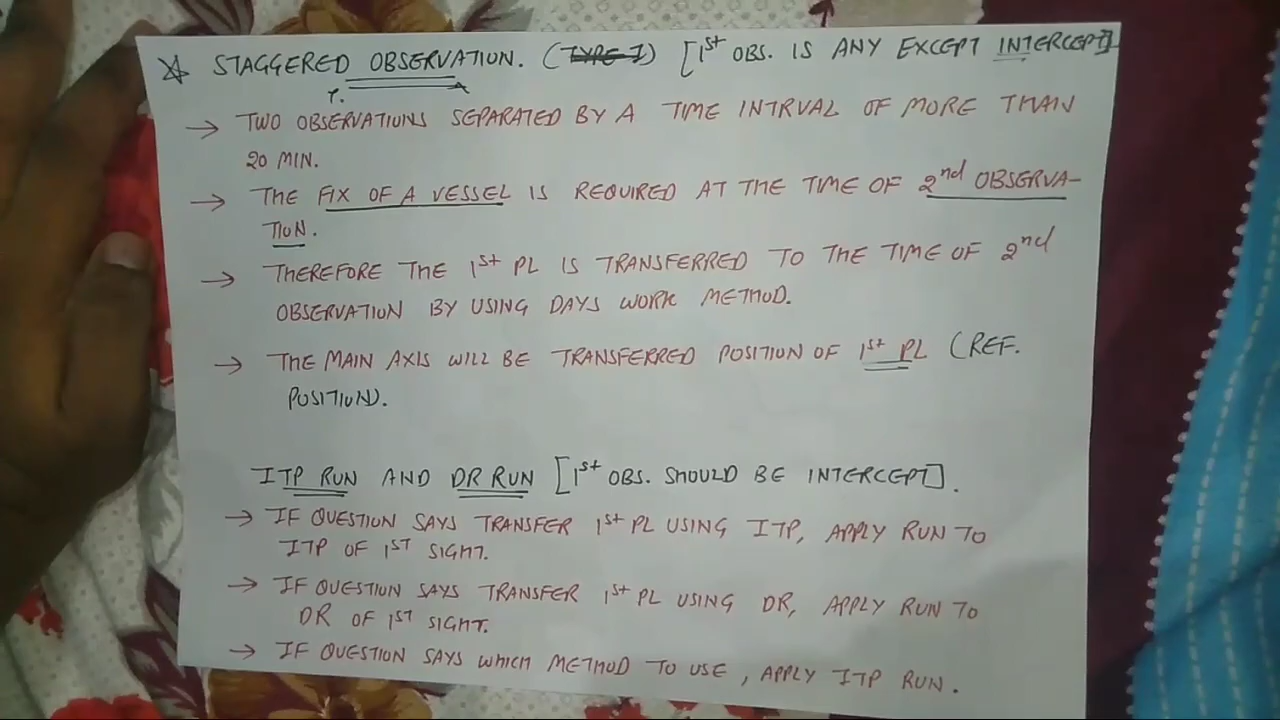 ☆ STAGGERED OBSERVATION. (TYPE I) [1st OBS. IS ANY EXCEPT INTERCEPT]
→ TWO OBSERVATIONS SEPARATED BY A TIME INTRVAL OF MORE THAN
20 MIN.
→ THE FIX OF A VESSEL IS REQUIRED AT THE TIME OF 2nd OBSERVA-
TION.
→ THEREFORE THE 1st PL IS TRANSFERRED TO THE TIME OF 2nd
OBSERVATION BY USING DAYS WORK METHOD.
→ THE MAIN AXIS WILL BE TRANSFERRED POSITION OF 1st PL (REF.
POSITION).
ITP RUN AND DR RUN [1st OBS. SHOULD BE INTERCEPT].
→ IF QUESTION SAYS TRANSFER 1st PL USING ITP, APPLY RUN TO
ITP OF 1ST SIGHT.
→ IF QUESTION SAYS TRANSFER 1st PL USING DR, APPLY RUN TO
DR OF 1ST SIGHT.
→ IF QUESTION SAYS WHICH METHOD TO USE, APPLY ITP RUN.